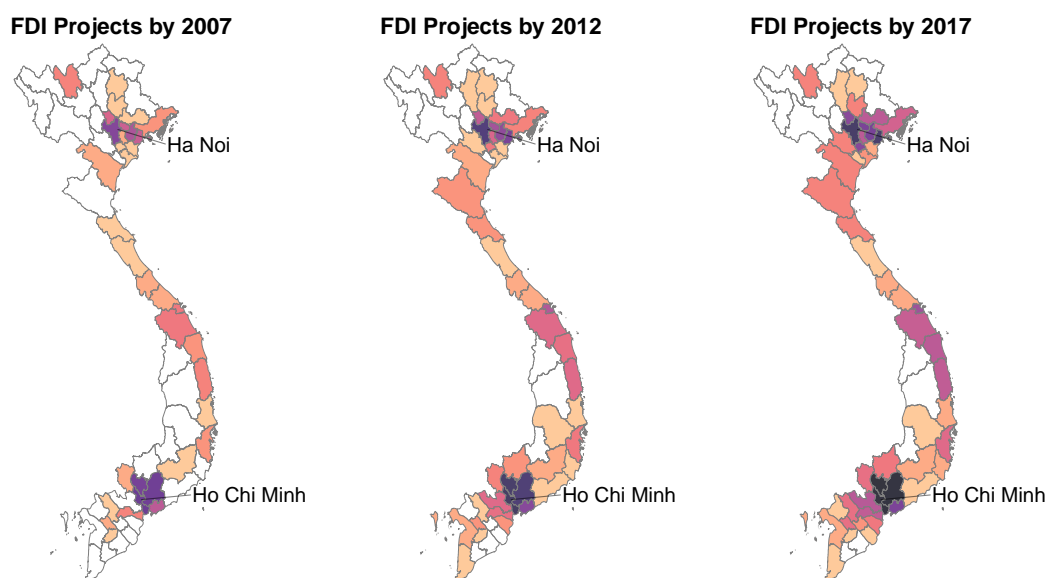 FDI Projects by 2007
FDI Projects by 2012
FDI Projects by 2017
Ha Noi
Ha Noi
Ha Noi
Ho Chi Minh
Ho Chi Minh
Ho Chi Minh